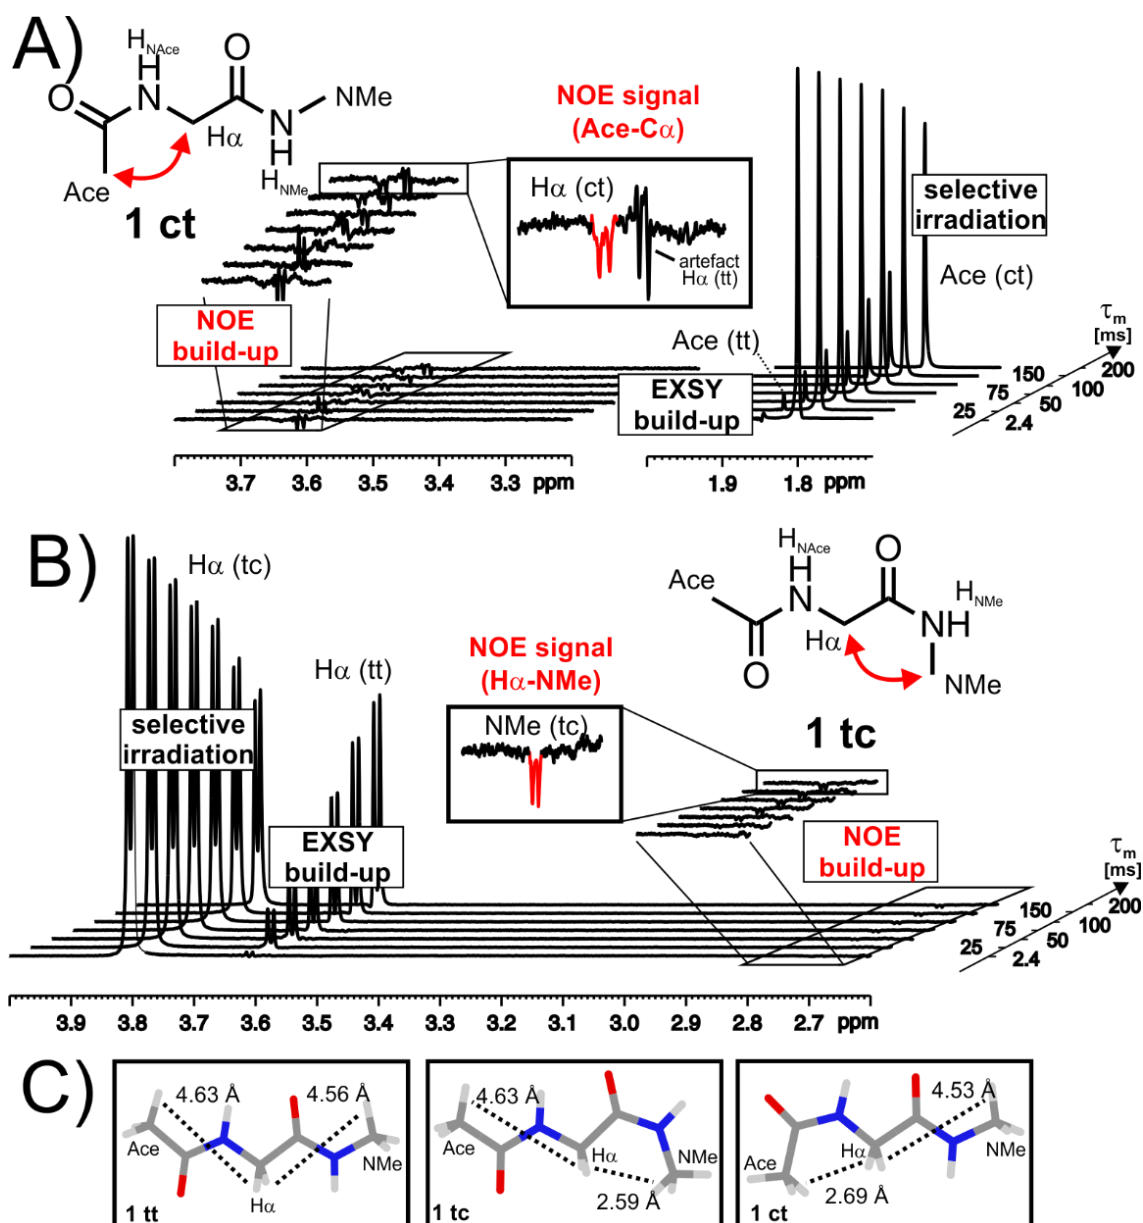 A)
H_NAce
H
O
O
N
NMe
N
Hα
H
Ace
H_NMe
1 ct
NOE signal
(Ace-Cα)
Hα (ct)
artefact
Hα (tt)
selective
irradiation
Ace (ct)
NOE
build-up
Ace (tt)
EXSY
build-up
τm
[ms]
200
150
100
75
50
25
2.4
3.7 3.6 3.5 3.4 3.3 ppm
1.9 1.8 ppm
B)
Hα (tc)
Hα (tt)
selective
irradiation
EXSY
build-up
NOE signal
(Hα-NMe)
NMe (tc)
H_NAce
H
O
Ace
N
H_NMe
NH
Hα
O
NMe
1 tc
NOE
build-up
τm
[ms]
200
150
100
75
50
25
2.4
3.9 3.8 3.7 3.6 3.5 3.4 3.3 3.2 3.1 3.0 2.9 2.8 2.7 ppm
C)
4.63 Å
4.56 Å
Ace
NMe
Hα
1 tt
4.63 Å
Ace
Hα
NMe
2.59 Å
1 tc
4.53 Å
Ace
Hα
NMe
2.69 Å
1 ct